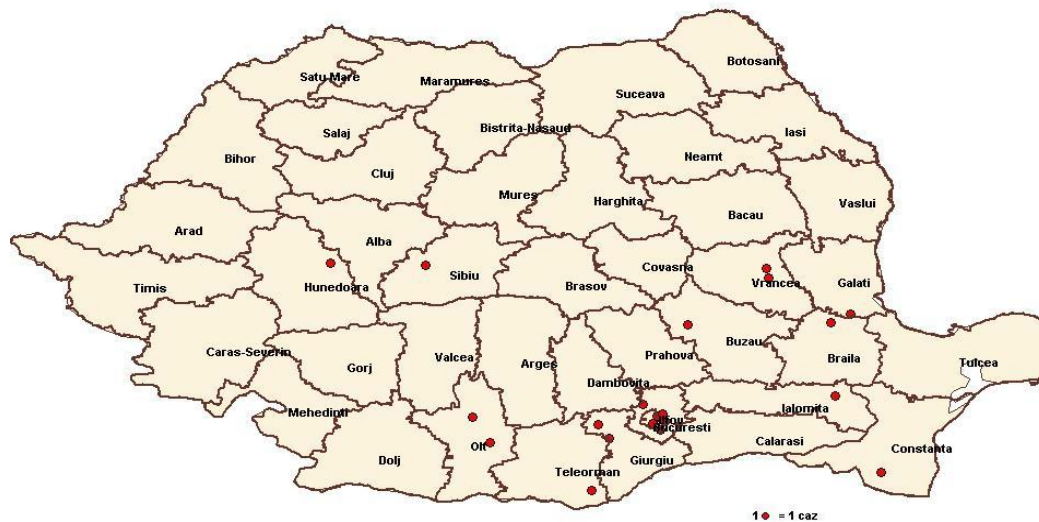 Botosani
Satu-Mare
Maramures
Suceava
Iasi
Salaj
Bistrita-Nasaud
Bihor
Neamt
Cluj
Mures
Harghita
Vaslui
Bacau
Arad
Alba
Covasna
Sibiu
Timis
Hunedoara
Brasov
Vrancea
Galati
Buzau
Caras-Severin
Valcea
Prahova
Braila
Gorj
Arges
Tulcea
Dambovita
Ialomita
Mehedinti
Ilfov
Bucuresti
Olt
Calarasi
Constanta
Dolj
Giurgiu
Teleorman
1 = 1 caz